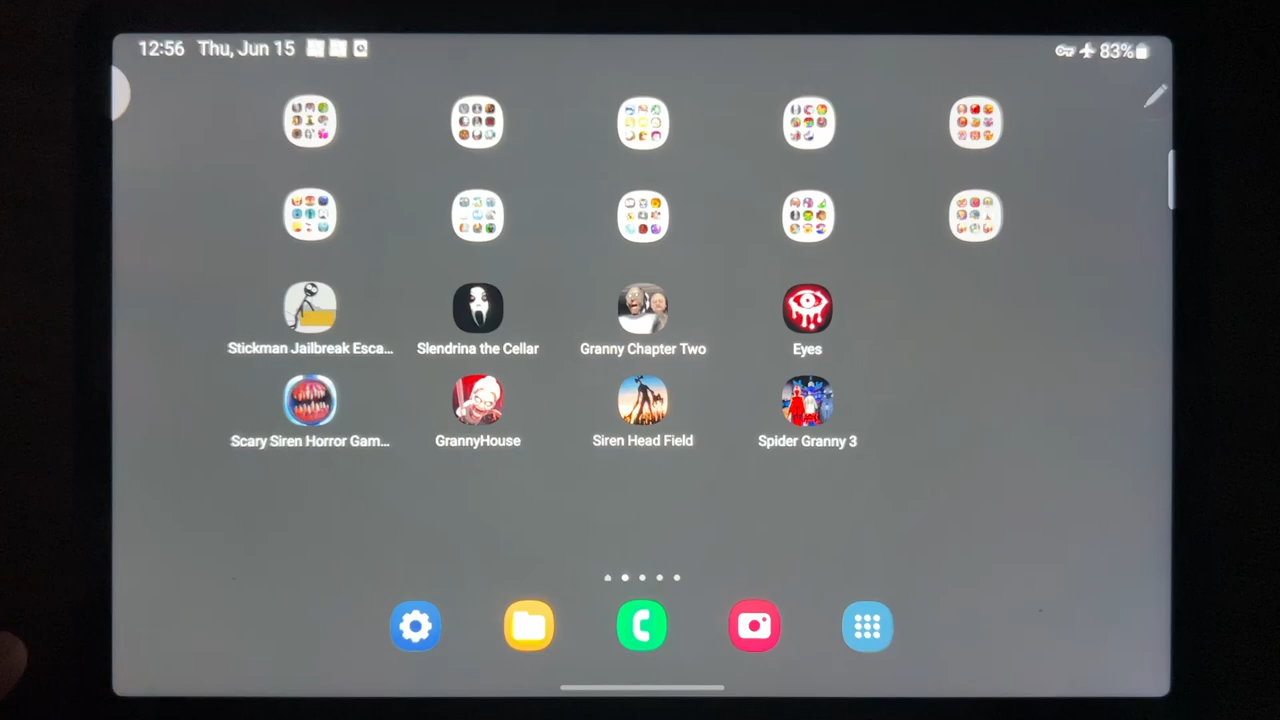 12:56 Thu, Jun 15 83%
Stickman Jailbreak Esca... Slendrina the Cellar Granny Chapter Two Eyes
Scary Siren Horror Gam... GrannyHouse Siren Head Field Spider Granny 3